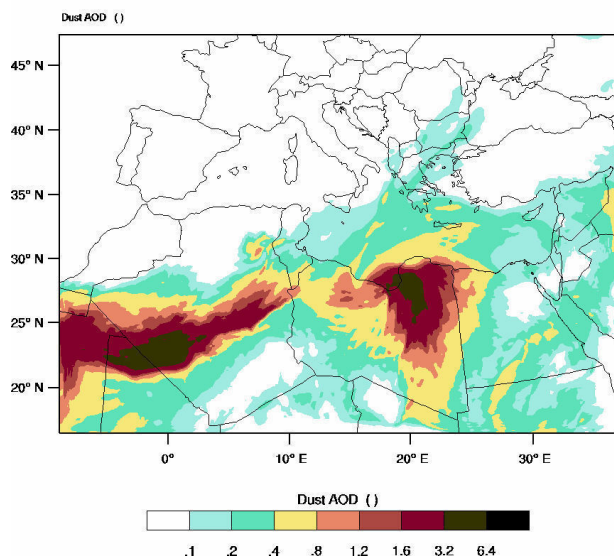 Dust AOD ( )
45° N
40° N
35° N
30° N
25° N
20° N
0° 10° E 20° E 30° E
Dust AOD ( )
.1 .2 .4 .8 1.2 1.6 3.2 6.4